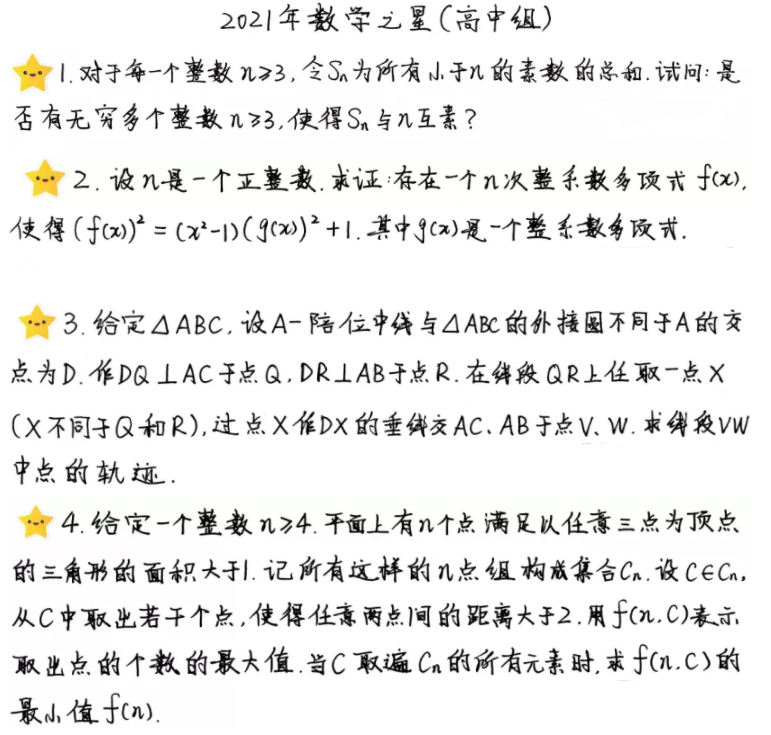 2021年数学之星(高中组)
1.对于每一个整数n≥3,令Sₙ为所有小于n的素数的总和.试问:是
否有无穷多个整数n≥3,使得Sₙ与n互素?
2.设n是一个正整数.求证:存在一个n次整系数多项式f(x),
使得(f(x))²=(x²-1)(g(x))²+1.其中g(x)是一个整系数多项式.
3.给定△ABC,设A-陪位中线与△ABC的外接圆不同于A的交
点为D.作DQ⊥AC于点Q,DR⊥AB于点R.在线段QR上任取一点X
(X不同于Q和R),过点X作DX的垂线交AC、AB于点V、W.求线段VW
中点的轨迹.
4.给定一个整数n≥4.平面上有n个点满足以任意三点为顶点
的三角形的面积大于1.记所有这样的n点组构成集合Cₙ.设C∈Cₙ,
从C中取出若干个点,使得任意两点间的距离大于2.用f(n,C)表示
取出点的个数的最大值.当C取遍Cₙ的所有元素时,求f(n,C)的
最小值f(n).